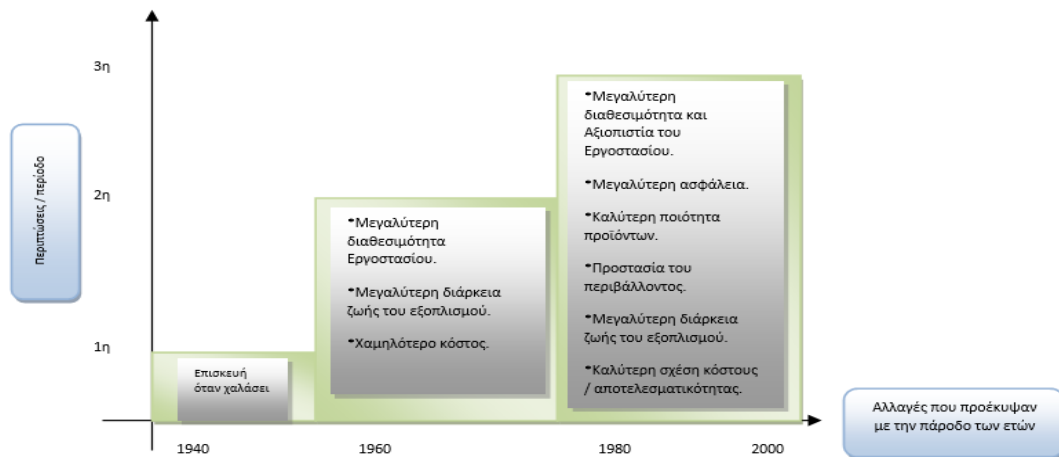 3η
2η
1η
Περιπτώσεις / περίοδο
Επισκευή
όταν χαλάσει
*Μεγαλύτερη
διαθεσιμότητα
Εργοστασίου.
*Μεγαλύτερη διάρκεια
ζωής του εξοπλισμού.
*Χαμηλότερο κόστος.
*Μεγαλύτερη
διαθεσιμότητα και
Αξιοπιστία του
Εργοστασίου.
*Μεγαλύτερη ασφάλεια.
*Καλύτερη ποιότητα
προϊόντων.
*Προστασία του
περιβάλλοντος.
*Μεγαλύτερη διάρκεια
ζωής του εξοπλισμού.
*Καλύτερη σχέση κόστους
/ αποτελεσματικότητας.
1940
1960
1980
2000
Αλλαγές που προέκυψαν
με την πάροδο των ετών